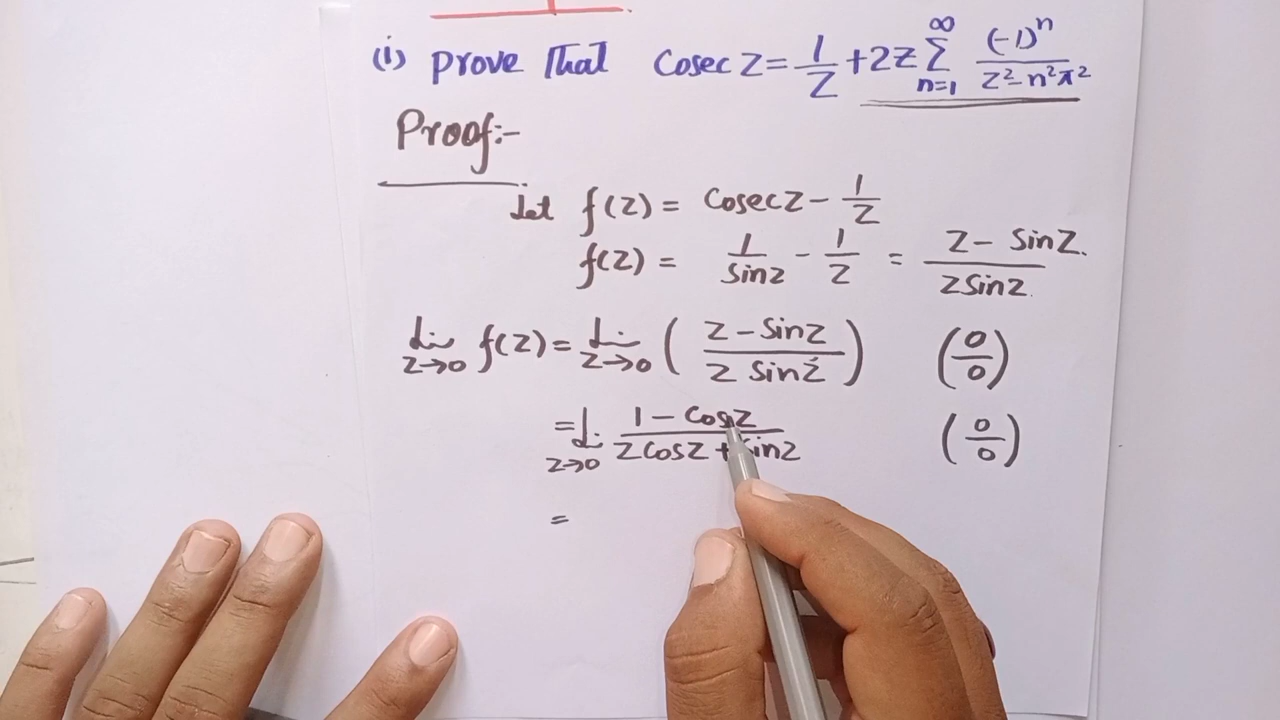 (i) Prove that Cosec z = 1/z + 2z ∑_{n=1}^{∞} (-1)^n / (z² - n²π²)
Proof:-
Let f(z) = Cosec z - 1/z
f(z) = 1/sin z - 1/z = (z - sin z.)/(z sin z.)
lim_{z→0} f(z) = lim_{z→0} ( (z - sin z)/(z sin z) ) (0/0)
= lim_{z→0} (1 - cos z)/(z cos z + sin z) (0/0)
=